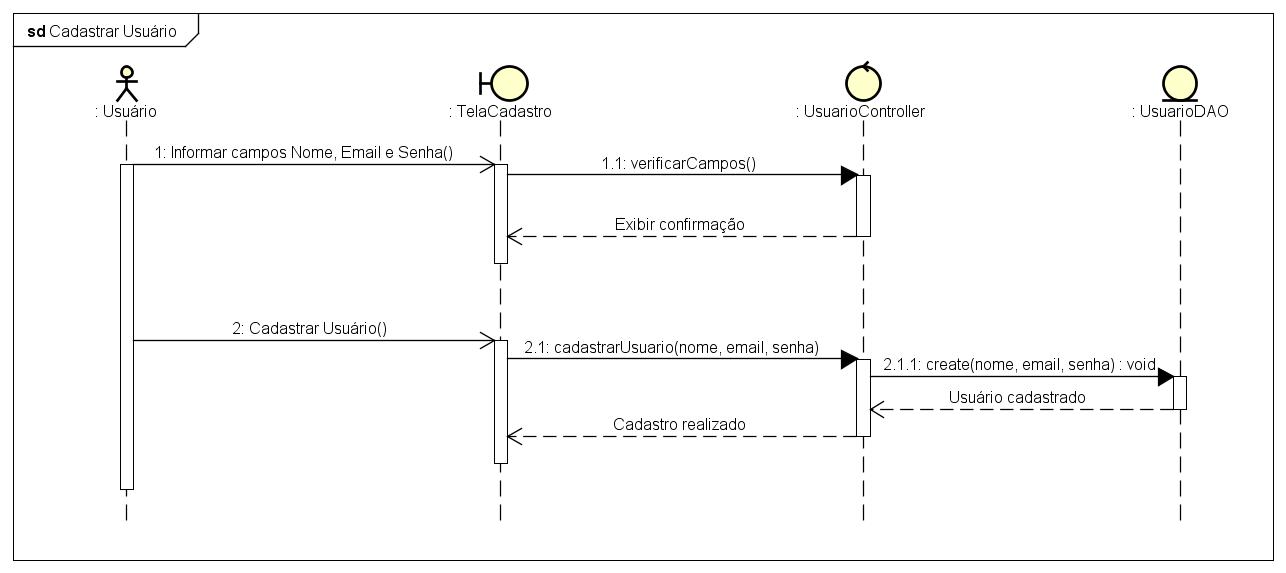 sd Cadastrar Usuário
: Usuário
: TelaCadastro
: UsuarioController
: UsuarioDAO
1: Informar campos Nome, Email e Senha()
1.1: verificarCampos()
Exibir confirmação
2: Cadastrar Usuário()
2.1: cadastrarUsuario(nome, email, senha)
2.1.1: create(nome, email, senha) : void
Usuário cadastrado
Cadastro realizado